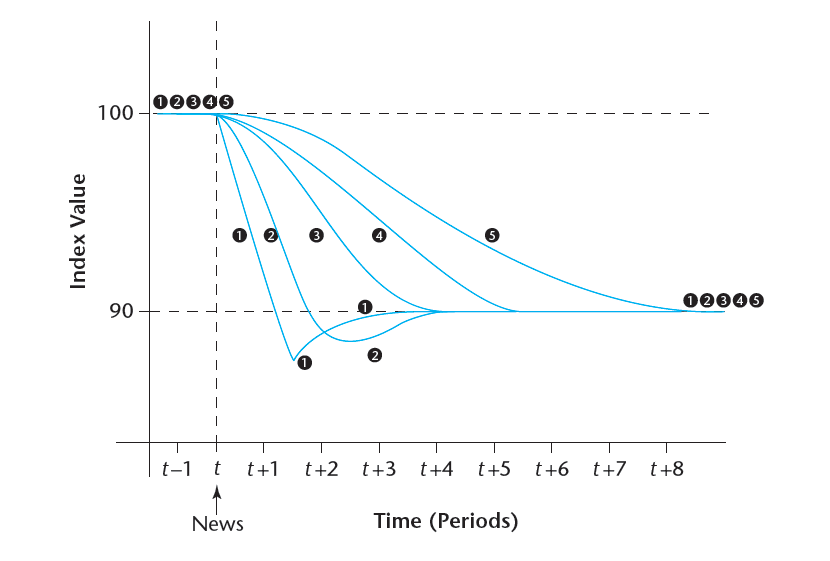 ❶❷❸❹❺
100
Index Value
❶ ❷ ❸ ❹ ❺
❶❷❸❹❺
❶
90
❷
❶
t–1 t t+1 t+2 t+3 t+4 t+5 t+6 t+7 t+8
News
Time (Periods)